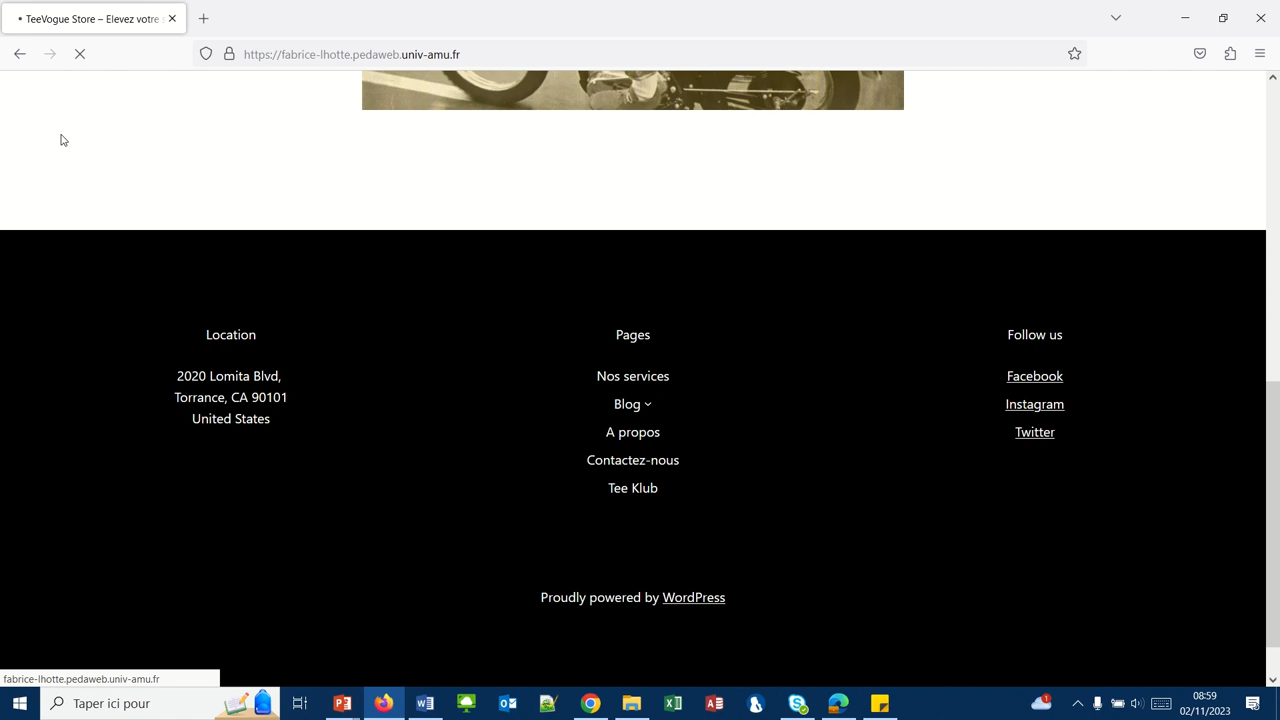 TeeVogue Store – Elevez votre
https://fabrice-lhotte.pedaweb.univ-amu.fr
Location
2020 Lomita Blvd,
Torrance, CA 90101
United States
Pages
Nos services
Blog
A propos
Contactez-nous
Tee Klub
Follow us
Facebook
Instagram
Twitter
Proudly powered by WordPress
fabrice-lhotte.pedaweb.univ-amu.fr
Taper ici pour
1
08:59
02/11/2023